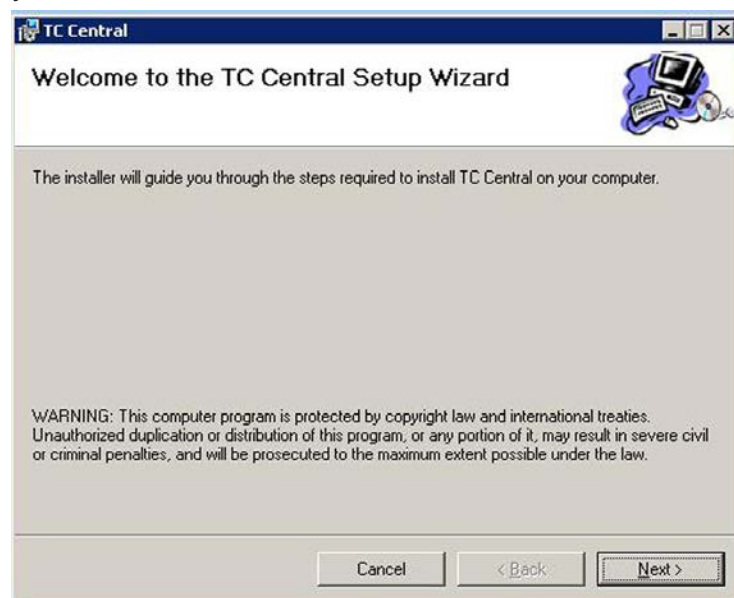 TC Central
Welcome to the TC Central Setup Wizard
The installer will guide you through the steps required to install TC Central on your computer.
WARNING: This computer program is protected by copyright law and international treaties.
Unauthorized duplication or distribution of this program, or any portion of it, may result in severe civil
or criminal penalties, and will be prosecuted to the maximum extent possible under the law.
Cancel < Back Next >